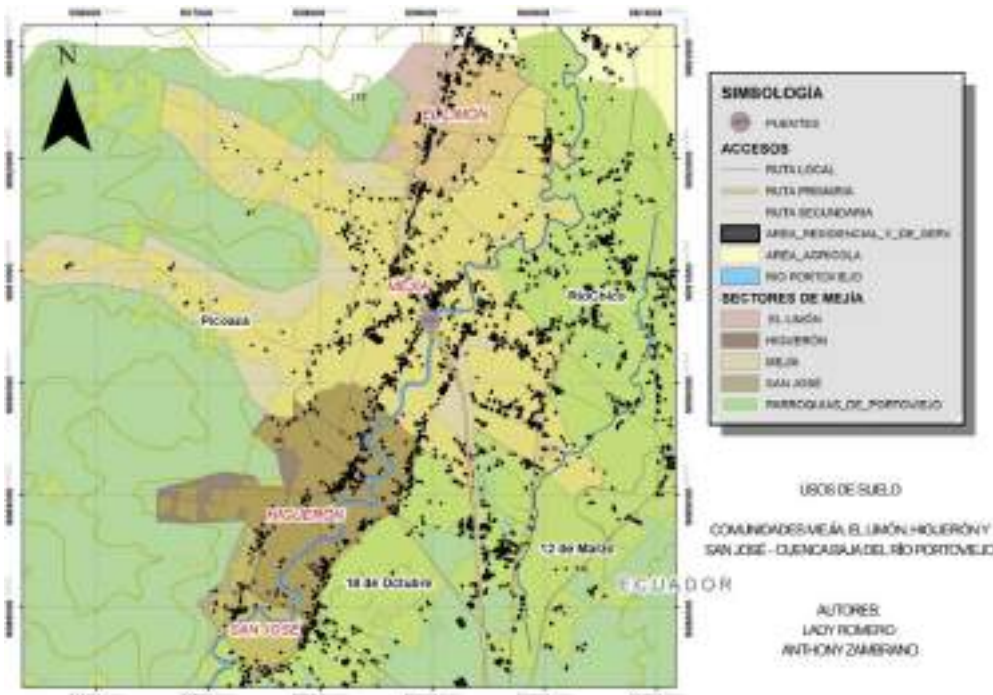 N
EL LIMÓN
MEJÍA
RioChico
Picoazá
HIGUERÓN
12 de Marzo
18 de Octubre
ECUADOR
SAN JOSÉ
SIMBOLOGÍA
PUENTES
ACCESOS
RUTA LOCAL
RUTA PRIMARIA
RUTA SECUNDARIA
AREA_RESIDENCIAL_Y_DE_SERV
AREA_AGRICOLA
RIO PORTOVIEJO
SECTORES DE MEJÍA
EL LIMÓN
HIGUERÓN
MEJÍA
SAN JOSÉ
PARROQUIAS_DE_PORTOVIEJO
USOS DE SUELO
COMUNIDADES MEJÍA, EL LIMÓN, HIGUERÓN Y
SAN JOSÉ - CUENCA BAJA DEL RÍO PORTOVIEJO
AUTORES:
LADY ROMERO
ANTHONY ZAMBRANO